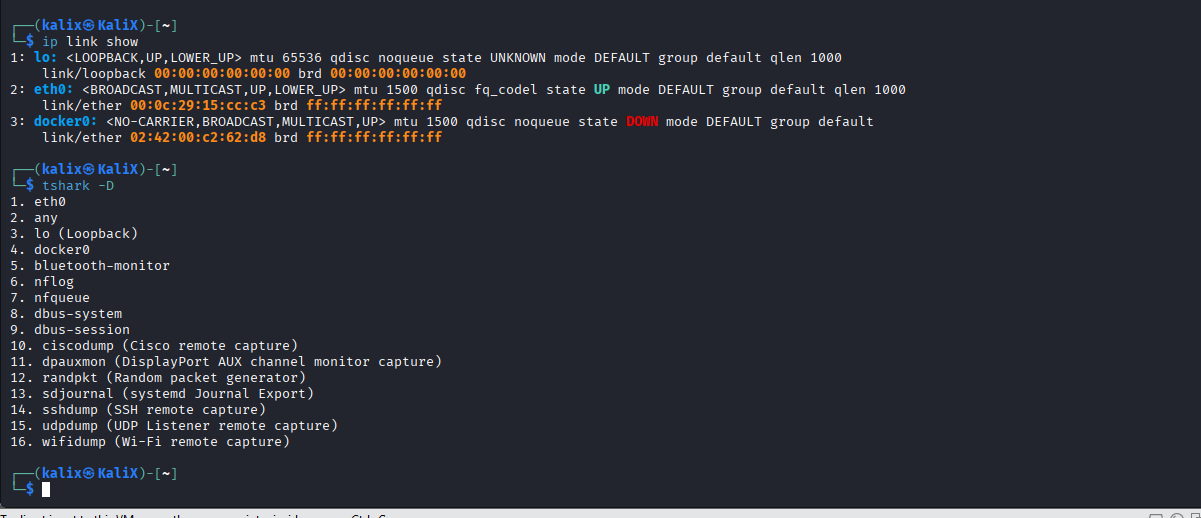 ┌──(kalix㉿KaliX)-[~]
└─$ ip link show
1: lo: <LOOPBACK,UP,LOWER_UP> mtu 65536 qdisc noqueue state UNKNOWN mode DEFAULT group default qlen 1000
    link/loopback 00:00:00:00:00:00 brd 00:00:00:00:00:00
2: eth0: <BROADCAST,MULTICAST,UP,LOWER_UP> mtu 1500 qdisc fq_codel state UP mode DEFAULT group default qlen 1000
    link/ether 00:0c:29:15:cc:c3 brd ff:ff:ff:ff:ff:ff
3: docker0: <NO-CARRIER,BROADCAST,MULTICAST,UP> mtu 1500 qdisc noqueue state DOWN mode DEFAULT group default
    link/ether 02:42:00:c2:62:d8 brd ff:ff:ff:ff:ff:ff
┌──(kalix㉿KaliX)-[~]
└─$ tshark -D
1. eth0
2. any
3. lo (Loopback)
4. docker0
5. bluetooth-monitor
6. nflog
7. nfqueue
8. dbus-system
9. dbus-session
10. ciscodump (Cisco remote capture)
11. dpauxmon (DisplayPort AUX channel monitor capture)
12. randpkt (Random packet generator)
13. sdjournal (systemd Journal Export)
14. sshdump (SSH remote capture)
15. udpdump (UDP Listener remote capture)
16. wifidump (Wi-Fi remote capture)
┌──(kalix㉿KaliX)-[~]
└─$